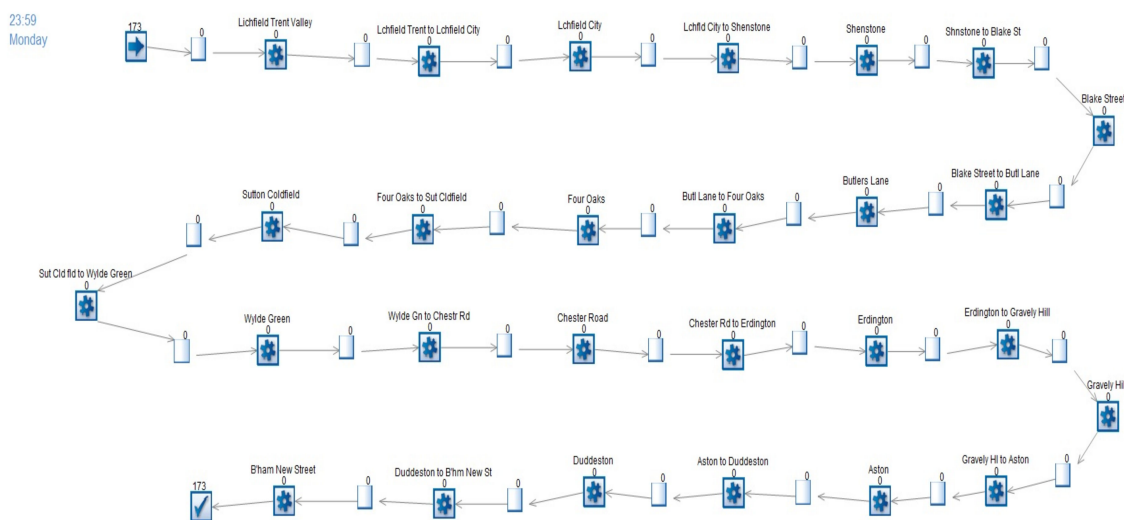 23:59
Monday
173
0
Lichfield Trent Valley
0
0
Lchfield Trent to Lchfield City
0
0
Lchfield City
0
0
Lchfld City to Shenstone
0
0
Shenstone
0
0
Shnstone to Blake St
0
0
Blake Street
0
0
Blake Street to Butl Lane
0
0
Butlers Lane
0
0
Butl Lane to Four Oaks
0
0
Four Oaks
0
0
Four Oaks to Sut Cldfield
0
0
Sutton Coldfield
0
0
Sut Cld fld to Wylde Green
0
0
Wylde Green
0
0
Wylde Gn to Chestr Rd
0
0
Chester Road
0
0
Chester Rd to Erdington
0
0
Erdington
0
0
Erdington to Gravely Hill
0
0
Gravely Hil
0
0
Gravely Hl to Aston
0
0
Aston
0
0
Aston to Duddeston
0
0
Duddeston
0
0
Duddeston to B'hm New St
0
0
B'ham New Street
0
173